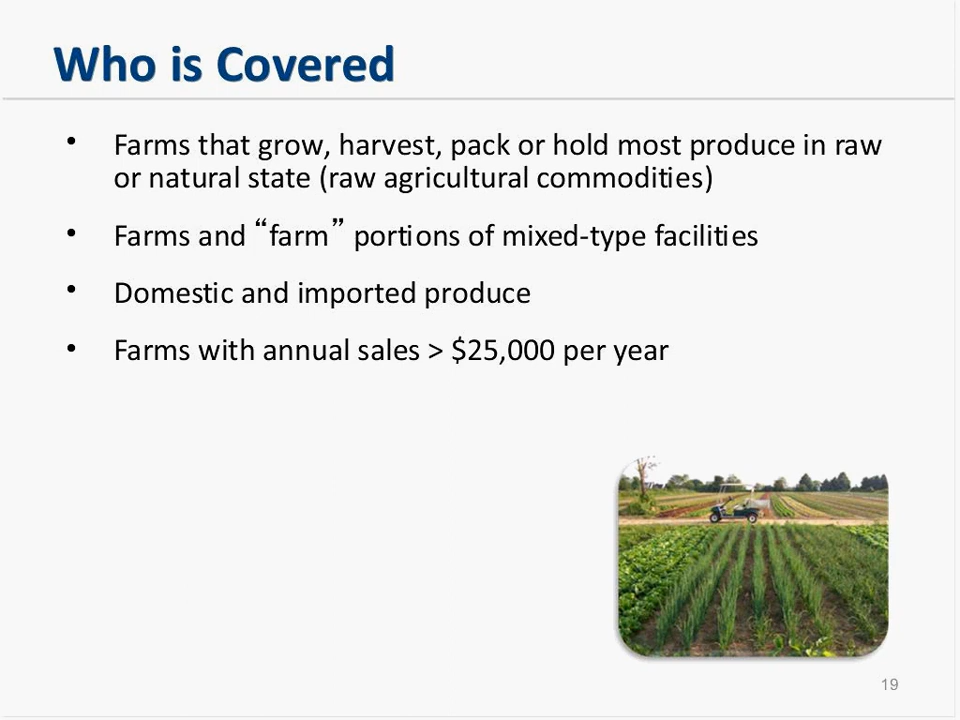 Who is Covered
• Farms that grow, harvest, pack or hold most produce in raw
or natural state (raw agricultural commodities)
• Farms and “farm” portions of mixed-type facilities
• Domestic and imported produce
• Farms with annual sales > $25,000 per year
19